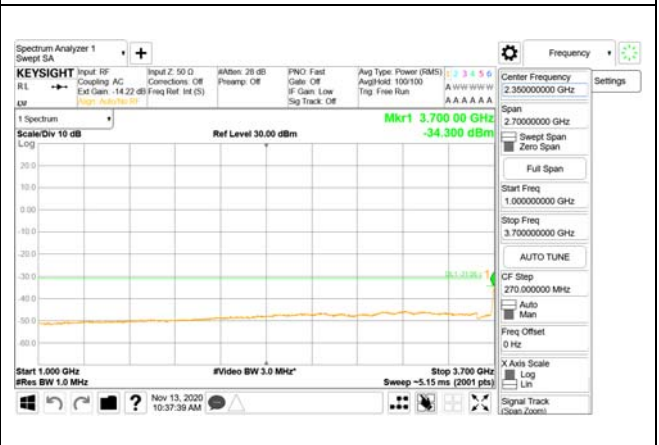 Spectrum Analyzer 1
Swept SA
Frequency
Settings
KEYSIGHT
R L
Input: RF
Coupling: AC
Ext Gain: -14.22 dB
Align: Auto/No RF
Input Z: 50 Ω
Corrections: Off
Freq Ref: Int (S)
#Atten: 28 dB
Preamp: Off
PNO: Fast
Gate: Off
IF Gain: Low
Sig Track: Off
Avg Type: Power (RMS)
Avg|Hold: 100/100
Trig: Free Run
1 2 3 4 5 6
A W W W W W
A A A A A A
1 Spectrum
Scale/Div 10 dB
Ref Level 30.00 dBm
Mkr1 3.700 00 GHz
-34.300 dBm
Log
20.0
10.0
0.00
-10.0
-20.0
-30.0
-40.0
-50.0
-60.0
1
Start 1.000 GHz
#Video BW 3.0 MHz*
Stop 3.700 GHz
#Res BW 1.0 MHz
Sweep ~5.15 ms (2001 pts)
Nov 13, 2020
10:37:39 AM
Center Frequency
2.350000000 GHz
Span
2.70000000 GHz
Swept Span
Zero Span
Full Span
Start Freq
1.000000000 GHz
Stop Freq
3.700000000 GHz
AUTO TUNE
CF Step
270.000000 MHz
Auto
Man
Freq Offset
0 Hz
X Axis Scale
Log
Lin
Signal Track
(Span Zoom)